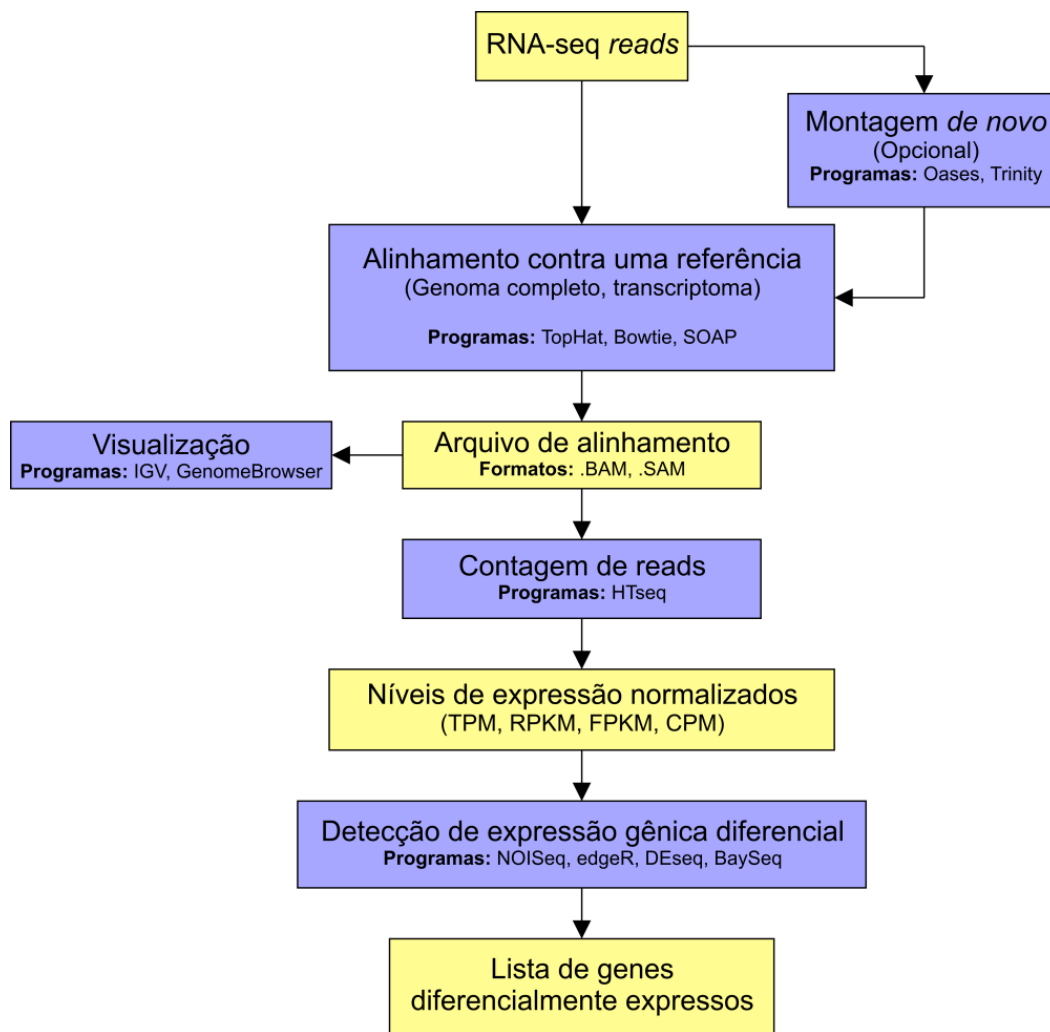 RNA-seq reads
Montagem de novo
(Opcional)
Programas: Oases, Trinity
Alinhamento contra uma referência
(Genoma completo, transcriptoma)
Programas: TopHat, Bowtie, SOAP
Visualização
Programas: IGV, GenomeBrowser
Arquivo de alinhamento
Formatos: .BAM, .SAM
Contagem de reads
Programas: HTseq
Níveis de expressão normalizados
(TPM, RPKM, FPKM, CPM)
Detecção de expressão gênica diferencial
Programas: NOISeq, edgeR, DEseq, BaySeq
Lista de genes
diferencialmente expressos